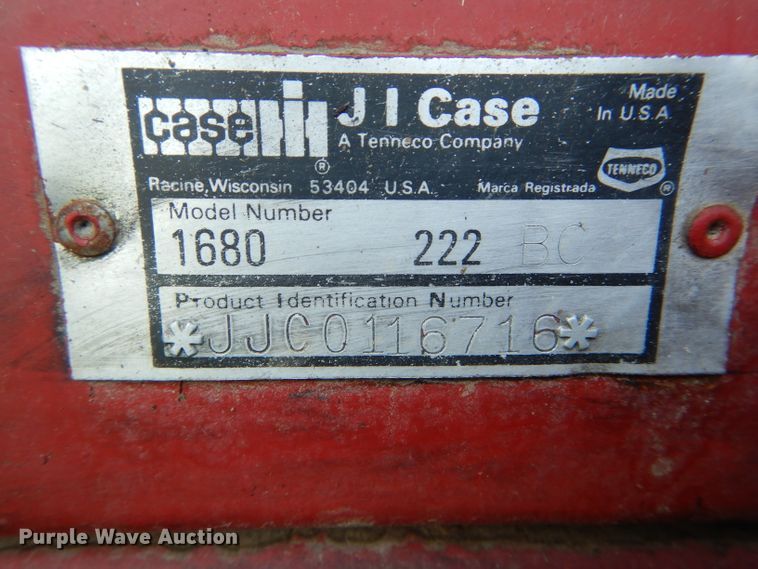 case IH ®
J I Case
A Tenneco Company
Made
In U.S.A.
TENNECO ®
Racine, Wisconsin 53404 U.S.A. Marca Registrada
Model Number
1680 222 BC
Product Identification Number
*JJC0116716*
Purple Wave Auction